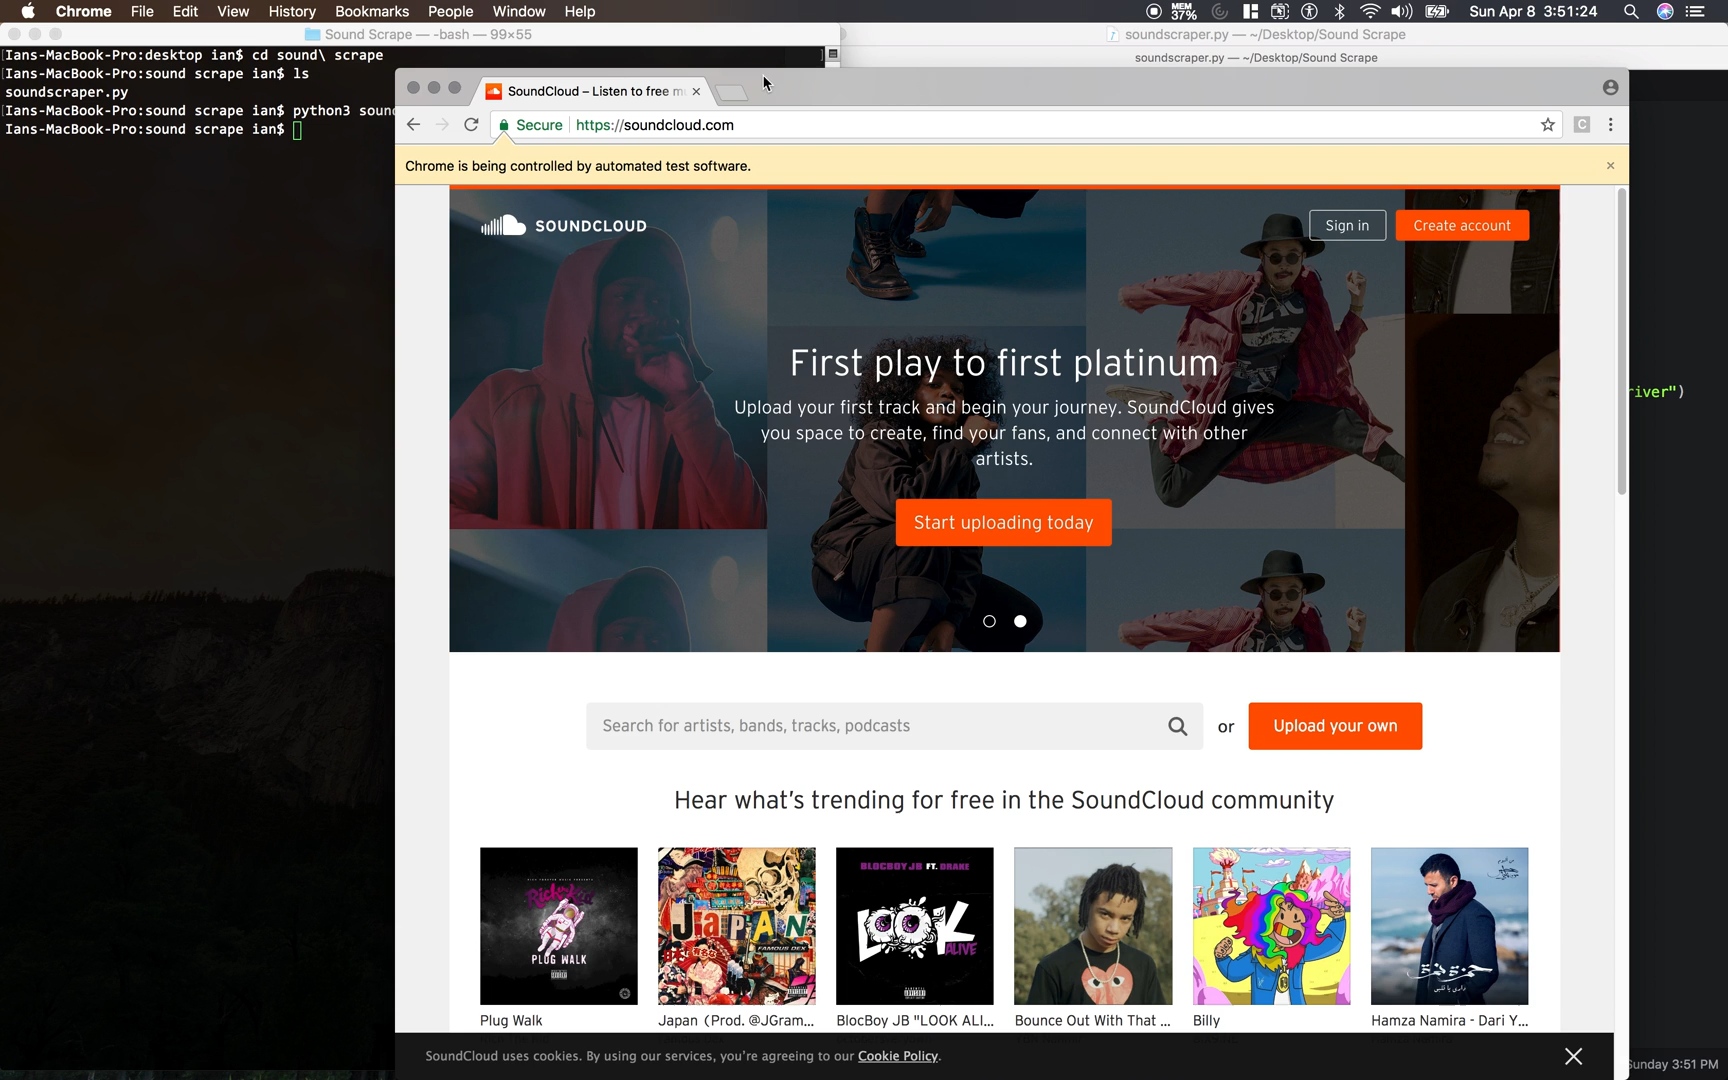 Chrome File Edit View History Bookmarks People Window Help
MEM 37% Sun Apr 8 3:51:24
Sound Scrape — -bash — 99×55
soundscraper.py — ~/Desktop/Sound Scrape
soundscraper.py — ~/Desktop/Sound Scrape
[Ians-MacBook-Pro:desktop ian$ cd sound\ scrape ]
[Ians-MacBook-Pro:sound scrape ian$ ls
soundscraper.py
[Ians-MacBook-Pro:sound scrape ian$ python3 soun
Ians-MacBook-Pro:sound scrape ian$
SoundCloud – Listen to free m
Secure https://soundcloud.com
Chrome is being controlled by automated test software.
SOUNDCLOUD
Sign in
Create account
First play to first platinum
Upload your first track and begin your journey. SoundCloud gives
you space to create, find your fans, and connect with other
artists.
Start uploading today
river")
Search for artists, bands, tracks, podcasts
or
Upload your own
Hear what's trending for free in the SoundCloud community
PLUG WALK
JAPAN
FAMOUS DEX
BLOCBOY JB FT. DRAKE
LOOK
ALIVE
Plug Walk
Japan (Prod. @JGram...
BlocBoy JB "LOOK ALI...
Bounce Out With That ...
Billy
Hamza Namira - Dari Y...
SoundCloud uses cookies. By using our services, you're agreeing to our Cookie Policy.
Sunday 3:51 PM